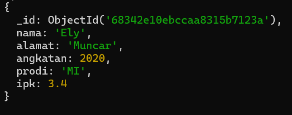 {
_id: ObjectId('68342e10ebccaa8315b7123a'),
nama: 'Ely',
alamat: 'Muncar',
angkatan: 2020,
prodi: 'MI',
ipk: 3.4
}